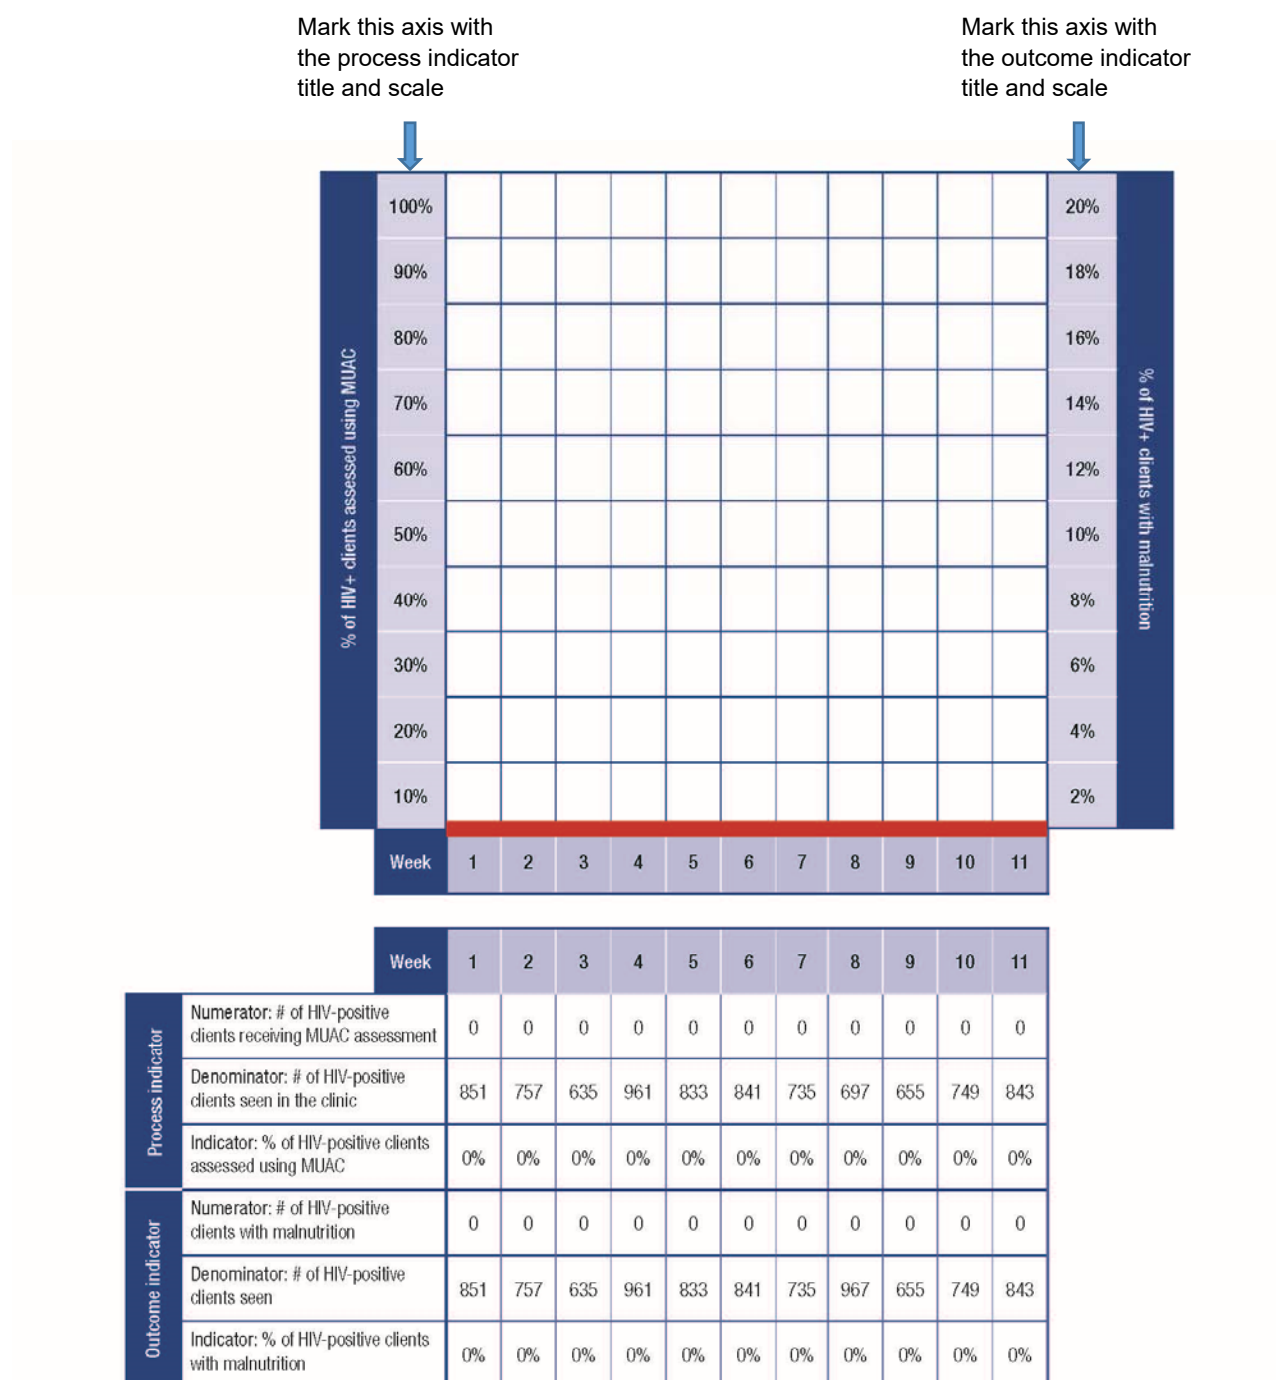 Mark this axis with
the process indicator
title and scale
Mark this axis with
the outcome indicator
title and scale
% of HIV+ clients assessed using MUAC
100%
90%
80%
70%
60%
50%
40%
30%
20%
10%
20%
18%
16%
14%
12%
10%
8%
6%
4%
2%
% of HIV+ clients with malnutrition
Week 1 2 3 4 5 6 7 8 9 10 11
Week 1 2 3 4 5 6 7 8 9 10 11
Process indicator
Numerator: # of HIV-positive
clients receiving MUAC assessment
0 0 0 0 0 0 0 0 0 0 0
Denominator: # of HIV-positive
clients seen in the clinic
851 757 635 961 833 841 735 697 655 749 843
Indicator: % of HIV-positive clients
assessed using MUAC
0% 0% 0% 0% 0% 0% 0% 0% 0% 0% 0%
Outcome indicator
Numerator: # of HIV-positive
clients with malnutrition
0 0 0 0 0 0 0 0 0 0 0
Denominator: # of HIV-positive
clients seen
851 757 635 961 833 841 735 967 655 749 843
Indicator: % of HIV-positive clients
with malnutrition
0% 0% 0% 0% 0% 0% 0% 0% 0% 0% 0%